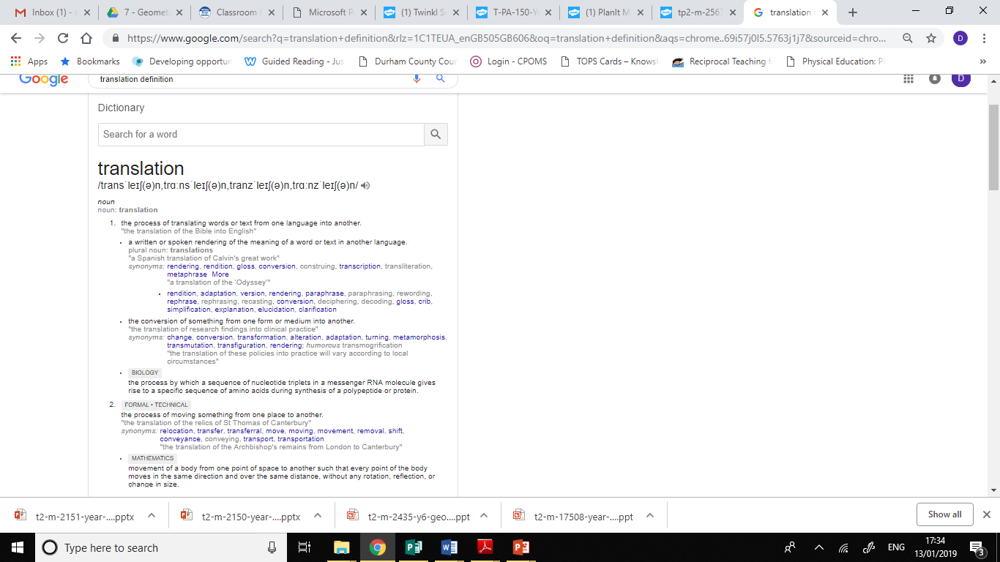 Inbox (1) - c
7 - Geomet
Classroom
Microsoft P
(1) Twinkl S
T-PA-150-Y
(1) PlanIt M
tp2-m-2567
translation
https://www.google.com/search?q=translation+definition&rlz=1C1TEUA_enGB505GB606&oq=translation+definition&aqs=chrome..69i57j0l5.5763j1j7&sourceid=chro...
D
Apps
Bookmarks
Developing opportun
Guided Reading - Jus
Durham County Cour
Login - CPOMS
TOPS Cards – Knowsl
Reciprocal Teaching f
Physical Education: P
»
Google
translation definition
D
Dictionary
Search for a word
translation
/transˈleɪʃ(ə)n,trɑːnsˈleɪʃ(ə)n,tranzˈleɪʃ(ə)n,trɑːnzˈleɪʃ(ə)n/
noun
noun: translation
1. the process of translating words or text from one language into another.
"the translation of the Bible into English"
• a written or spoken rendering of the meaning of a word or text in another language.
plural noun: translations
"a Spanish translation of Calvin's great work"
synonyms: rendering, rendition, gloss, conversion, construing, transcription, transliteration,
metaphrase More
"a translation of the 'Odyssey'"
• rendition, adaptation, version, rendering, paraphrase, paraphrasing, rewording,
rephrase, rephrasing, recasting, conversion, deciphering, decoding, gloss, crib,
simplification, explanation, elucidation, clarification
• the conversion of something from one form or medium into another.
"the translation of research findings into clinical practice"
synonyms: change, conversion, transformation, alteration, adaptation, turning, metamorphosis,
transmutation, transfiguration, rendering; humorous transmogrification
"the translation of these policies into practice will vary according to local
circumstances"
• BIOLOGY
the process by which a sequence of nucleotide triplets in a messenger RNA molecule gives
rise to a specific sequence of amino acids during synthesis of a polypeptide or protein.
2. FORMAL • TECHNICAL
the process of moving something from one place to another.
"the translation of the relics of St Thomas of Canterbury"
synonyms: relocation, transfer, transferral, move, moving, movement, removal, shift,
conveyance, conveying, transport, transportation
"the translation of the Archbishop's remains from London to Canterbury"
• MATHEMATICS
movement of a body from one point of space to another such that every point of the body
moves in the same direction and over the same distance, without any rotation, reflection, or
change in size.
t2-m-2151-year-....pptx
t2-m-2150-year-....pptx
t2-m-2435-y6-geo....ppt
t2-m-17508-year-....ppt
Show all
Type here to search
ENG
17:34
13/01/2019
3